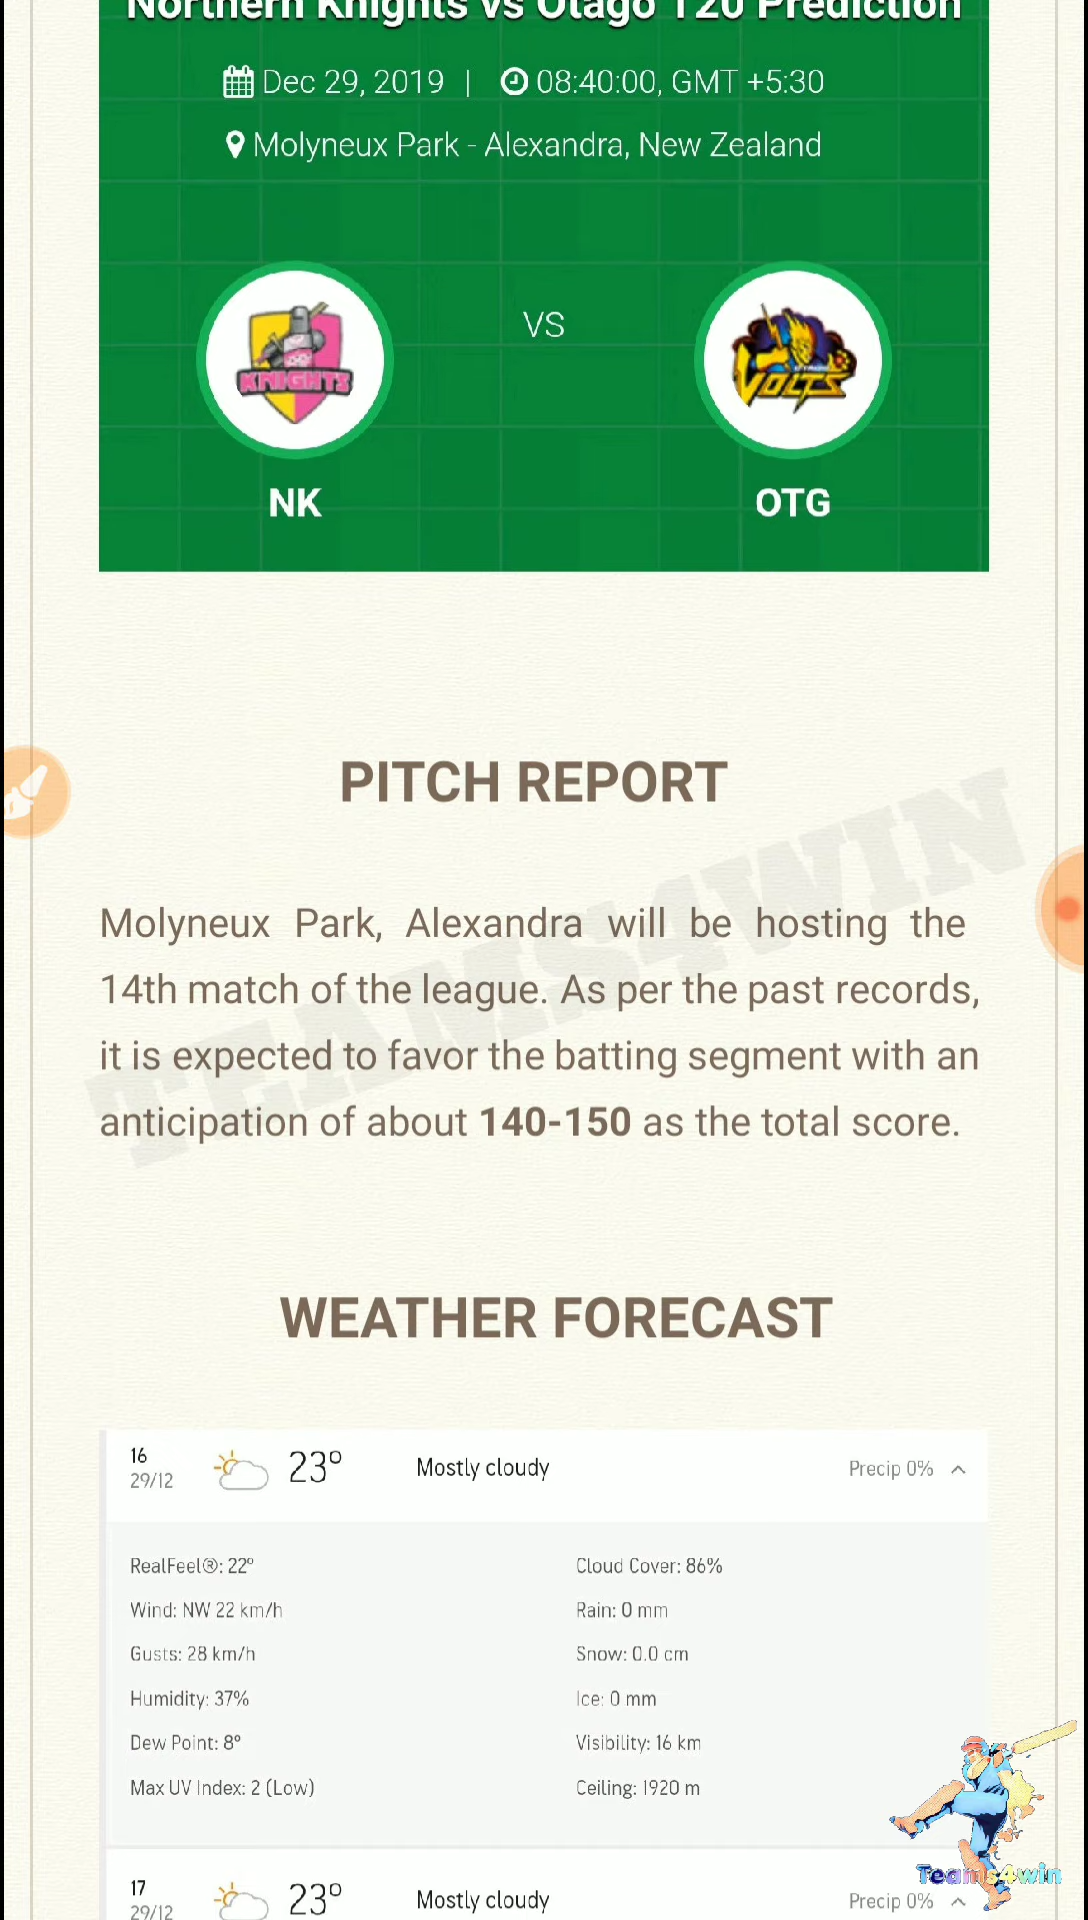 Northern Knights vs Otago T20 Prediction
Dec 29, 2019 | 08:40:00, GMT +5:30
Molyneux Park - Alexandra, New Zealand
VS
KNIGHTS
VOLTS
NK
OTG
PITCH REPORT
TEAMS4WIN
Molyneux Park, Alexandra will be hosting the
14th match of the league. As per the past records,
it is expected to favor the batting segment with an
anticipation of about 140-150 as the total score.
WEATHER FORECAST
16
29/12
23° Mostly cloudy Precip 0%
RealFeel®: 22° Cloud Cover: 86%
Wind: NW 22 km/h Rain: 0 mm
Gusts: 28 km/h Snow: 0.0 cm
Humidity: 37% Ice: 0 mm
Dew Point: 8° Visibility: 16 km
Max UV Index: 2 (Low) Ceiling: 1920 m
Teams4win
17
29/12
23° Mostly cloudy Precip 0%